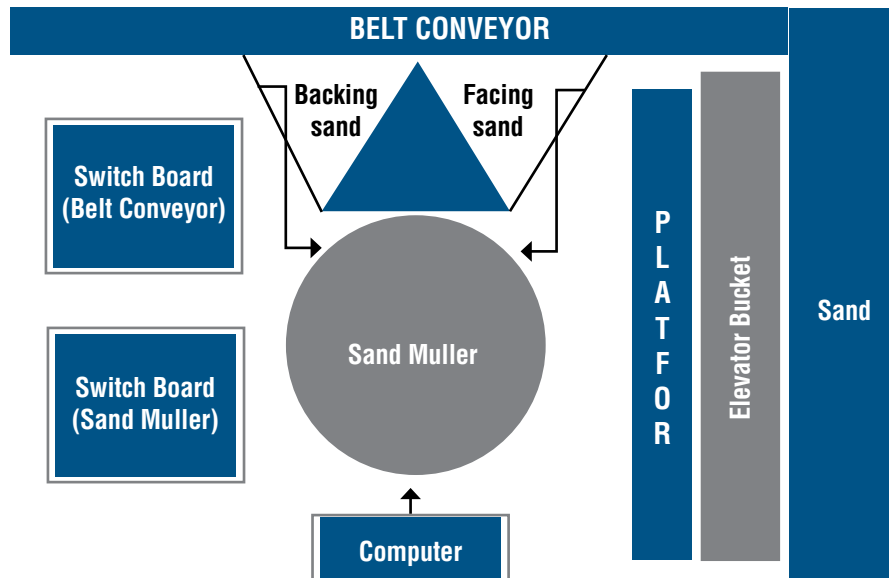 BELT CONVEYOR
Backing
sand
Facing
sand
Switch Board
(Belt Conveyor)
Switch Board
(Sand Muller)
Sand Muller
Computer
PLATFOR
Elevator Bucket
Sand